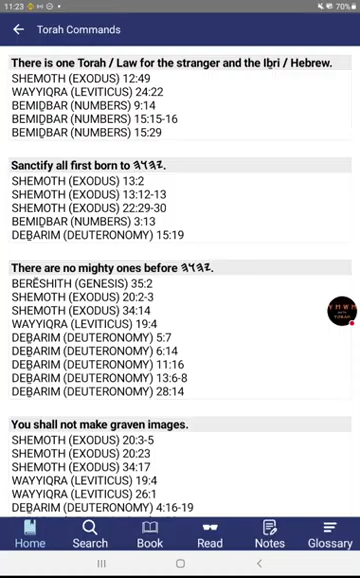 11:23
70%
Torah Commands
There is one Torah / Law for the stranger and the Iḇri / Hebrew.
SHEMOTH (EXODUS) 12:49
WAYYIQRA (LEVITICUS) 24:22
BEMIḎBAR (NUMBERS) 9:14
BEMIḎBAR (NUMBERS) 15:15-16
BEMIḎBAR (NUMBERS) 15:29
Sanctify all first born to 𐤉𐤄𐤅𐤄.
SHEMOTH (EXODUS) 13:2
SHEMOTH (EXODUS) 13:12-13
SHEMOTH (EXODUS) 22:29-30
BEMIḎBAR (NUMBERS) 3:13
DEḆARIM (DEUTERONOMY) 15:19
There are no mighty ones before 𐤉𐤄𐤅𐤄.
BERĔSHITH (GENESIS) 35:2
SHEMOTH (EXODUS) 20:2-3
SHEMOTH (EXODUS) 34:14
WAYYIQRA (LEVITICUS) 19:4
DEḆARIM (DEUTERONOMY) 5:7
DEḆARIM (DEUTERONOMY) 6:14
DEḆARIM (DEUTERONOMY) 11:16
DEḆARIM (DEUTERONOMY) 13:6-8
DEḆARIM (DEUTERONOMY) 28:14
YMWM
TORAH
You shall not make graven images.
SHEMOTH (EXODUS) 20:3-5
SHEMOTH (EXODUS) 20:23
SHEMOTH (EXODUS) 34:17
WAYYIQRA (LEVITICUS) 19:4
WAYYIQRA (LEVITICUS) 26:1
DEḆARIM (DEUTERONOMY) 4:16-19
Home Search Book Read Notes Glossary